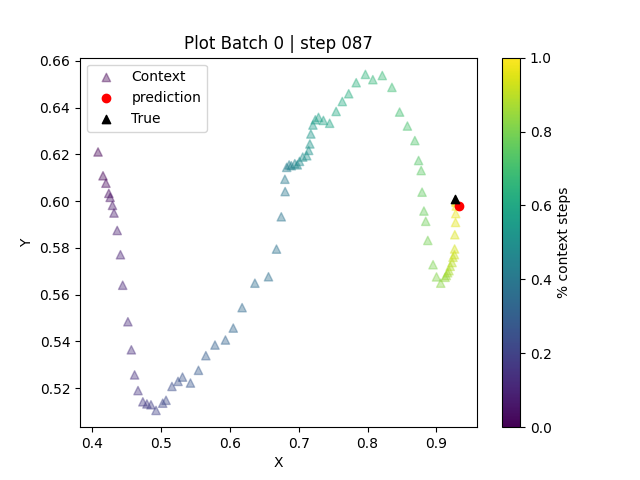 Plot Batch 0 | step 087
Context
prediction
True
0.66
0.64
0.62
0.60
0.58
0.56
0.54
0.52
Y
0.4 0.5 0.6 0.7 0.8 0.9
X
1.0
0.8
0.6
0.4
0.2
0.0
% context steps